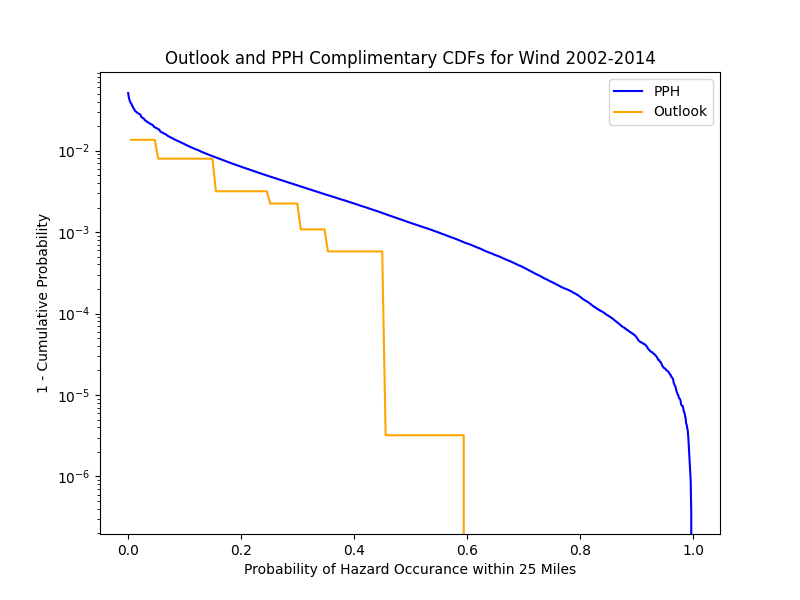 Outlook and PPH Complimentary CDFs for Wind 2002-2014
PPH
Outlook
10⁻²
10⁻³
10⁻⁴
10⁻⁵
10⁻⁶
1 - Cumulative Probability
0.0 0.2 0.4 0.6 0.8 1.0
Probability of Hazard Occurance within 25 Miles